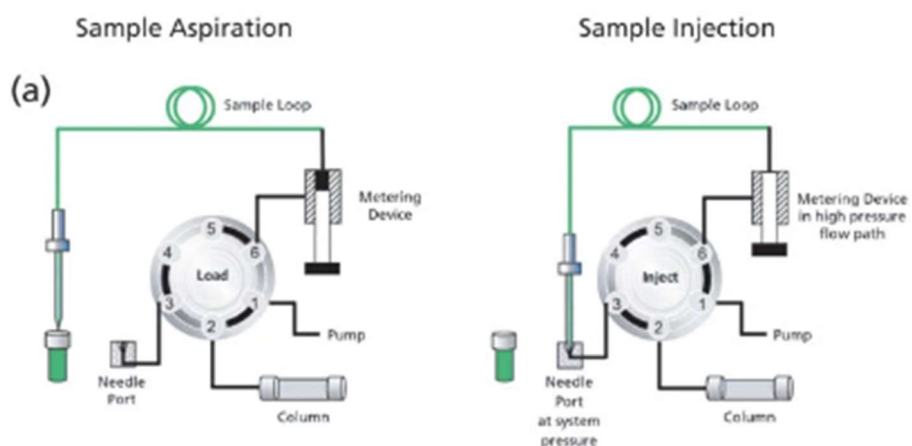 Sample Aspiration
Sample Injection
(a)
Sample Loop
Metering
Device
5
4
6
Load
3
1
2
Pump
Needle
Port
Column
Sample Loop
Metering Device
in high pressure
flow path
5
4
6
Inject
3
1
2
Pump
Needle
Port
at system
pressure
Column